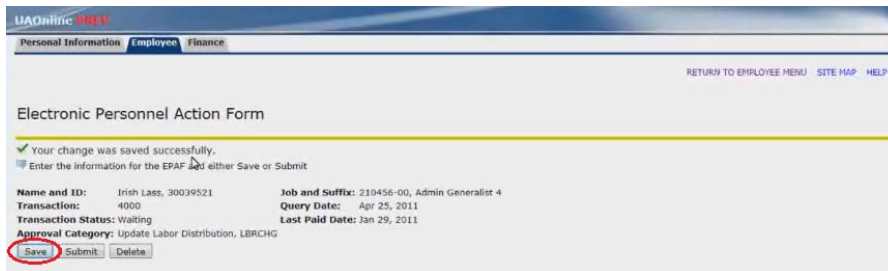 UAOnline PREP
Personal Information Employee Finance
RETURN TO EMPLOYEE MENU SITE MAP HELP
Electronic Personnel Action Form
Your change was saved successfully.
Enter the information for the EPAF and either Save or Submit
Name and ID: Irish Lass, 30039521 Job and Suffix: 210456-00, Admin Generalist 4
Transaction: 4000 Query Date: Apr 25, 2011
Transaction Status: Waiting Last Paid Date: Jan 29, 2011
Approval Category: Update Labor Distribution, LBRCHG
Save Submit Delete